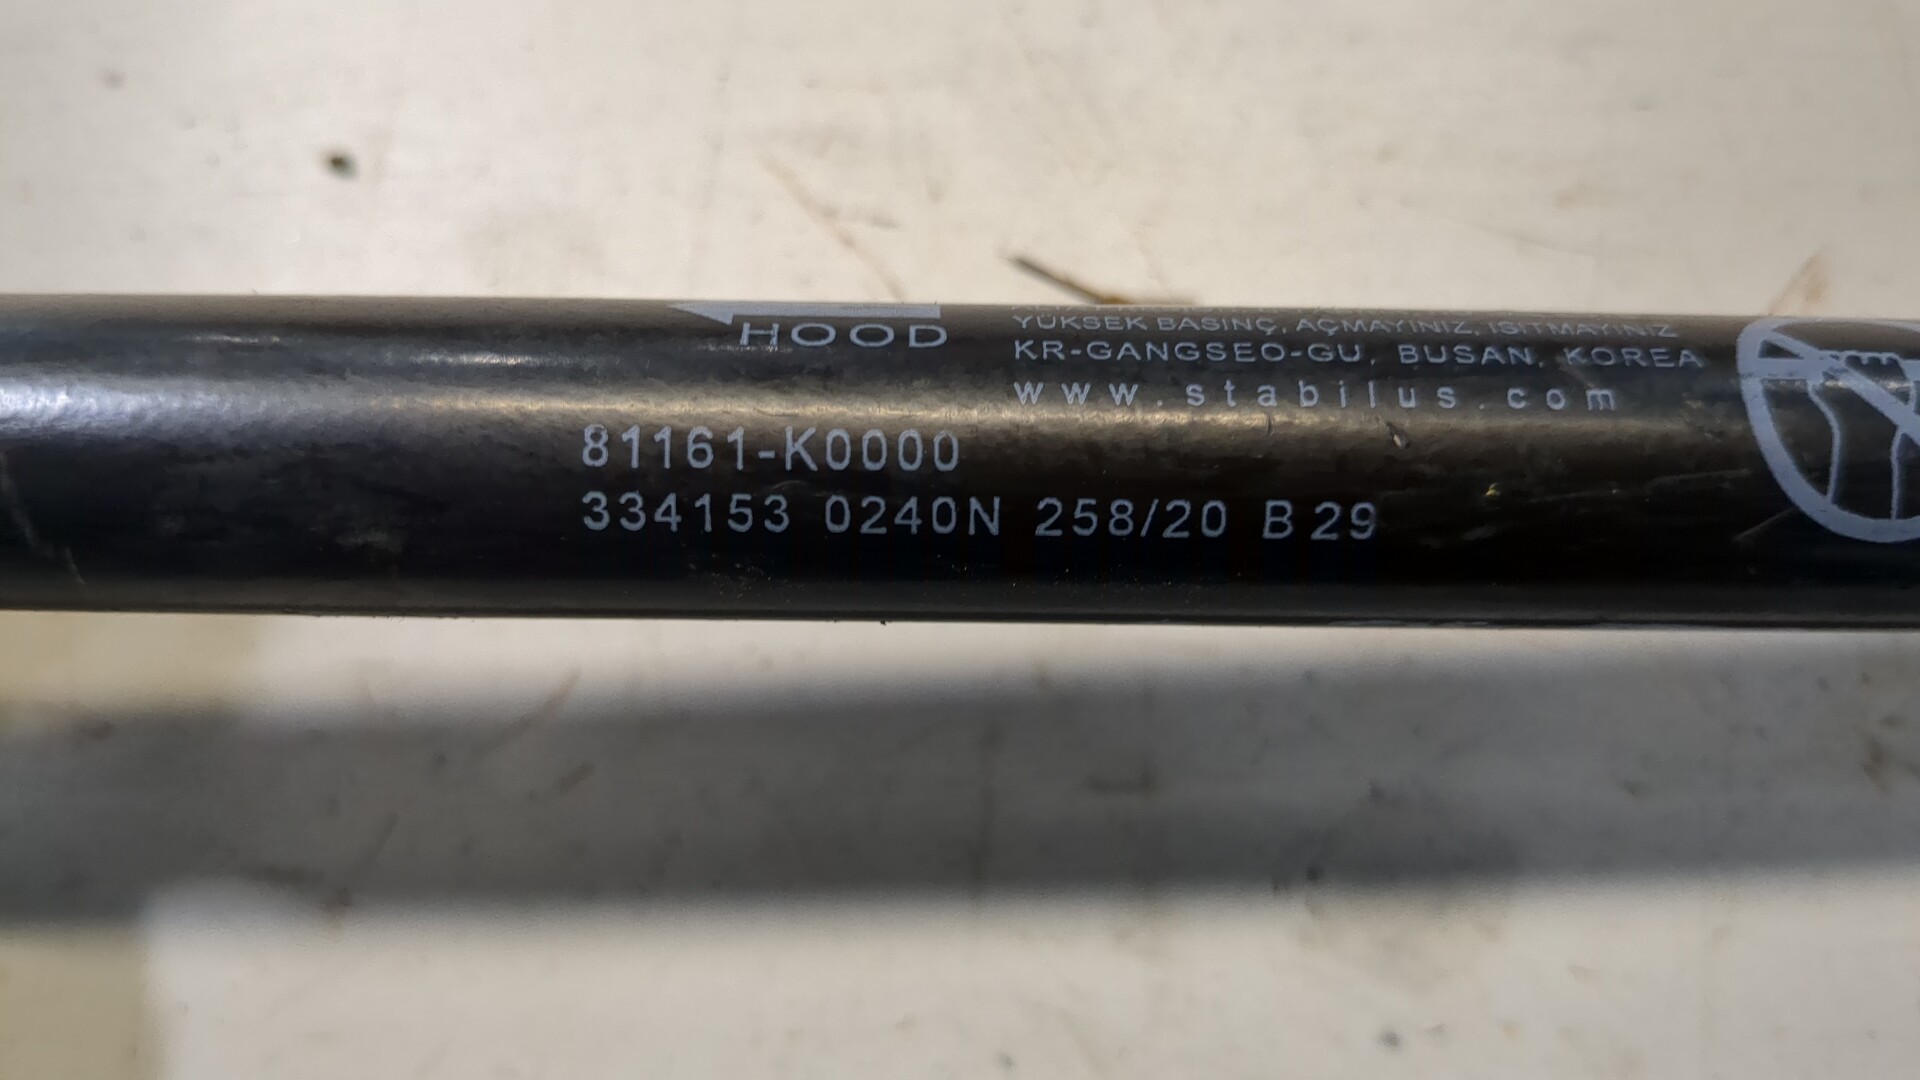 HOOD
YÜKSEK BASINÇ, AÇMAYINIZ, ISITMAYINIZ
KR-GANGSEO-GU, BUSAN, KOREA
www.stabilus.com
81161-K0000
334153 0240N 258/20 B 29